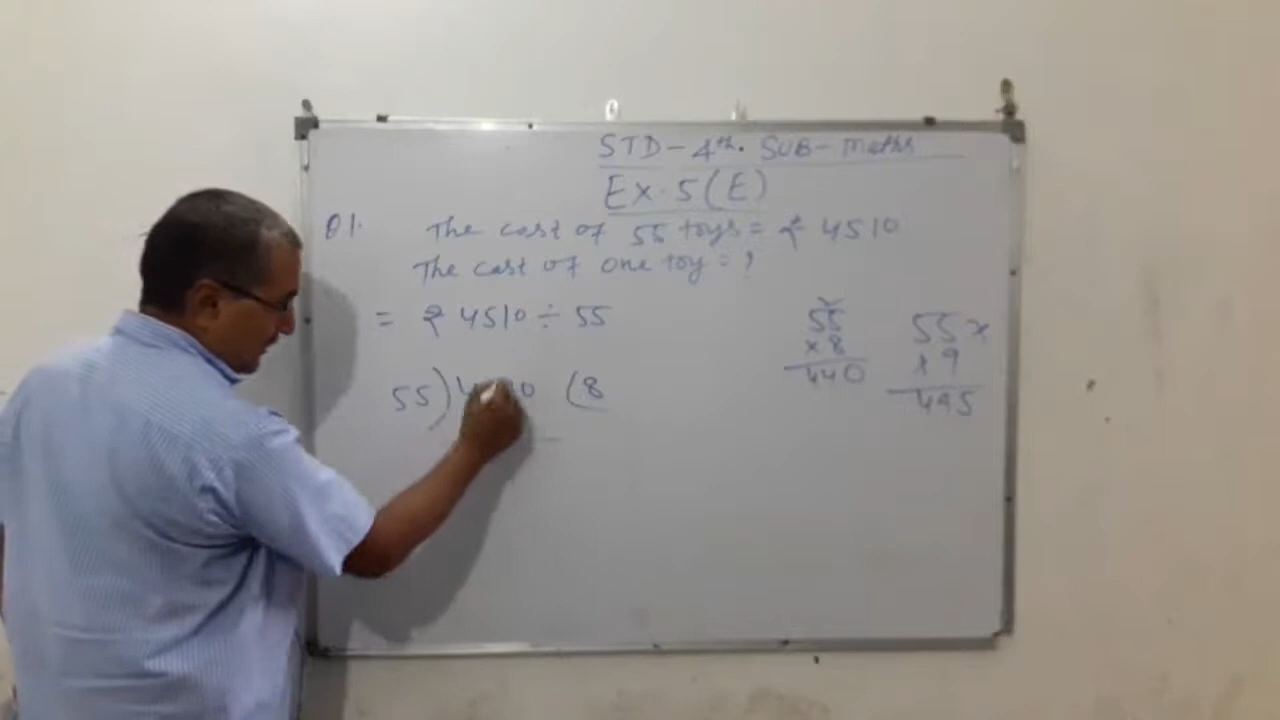 STD - 4th. SUB - Maths
Ex. 5 (E)
Q1. The cost of 55 toys = ₹ 4510
The cost of one toy = ?
= ₹ 4510 ÷ 55
55 ) 4510 ( 8
55
× 8
440
55 ×
× 9
495